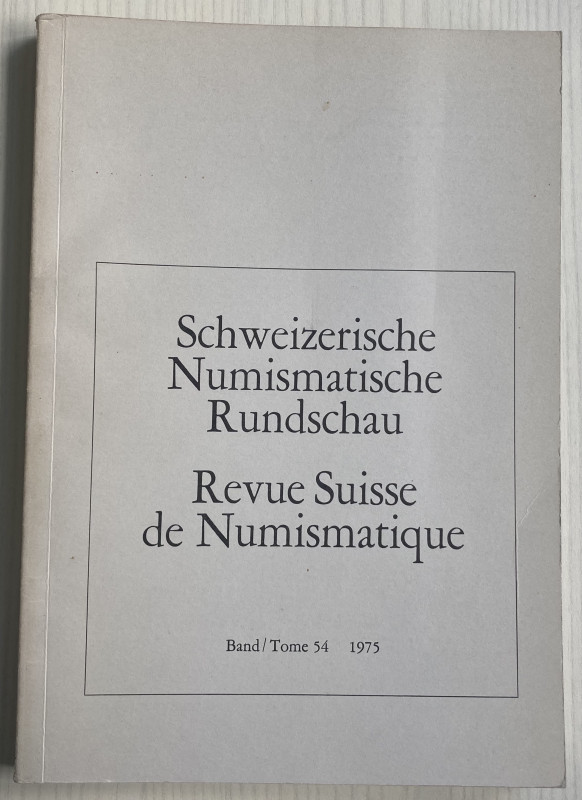 Schweizerische
Numismatische
Rundschau
Revue Suisse
de Numismatique
Band/Tome 54 1975